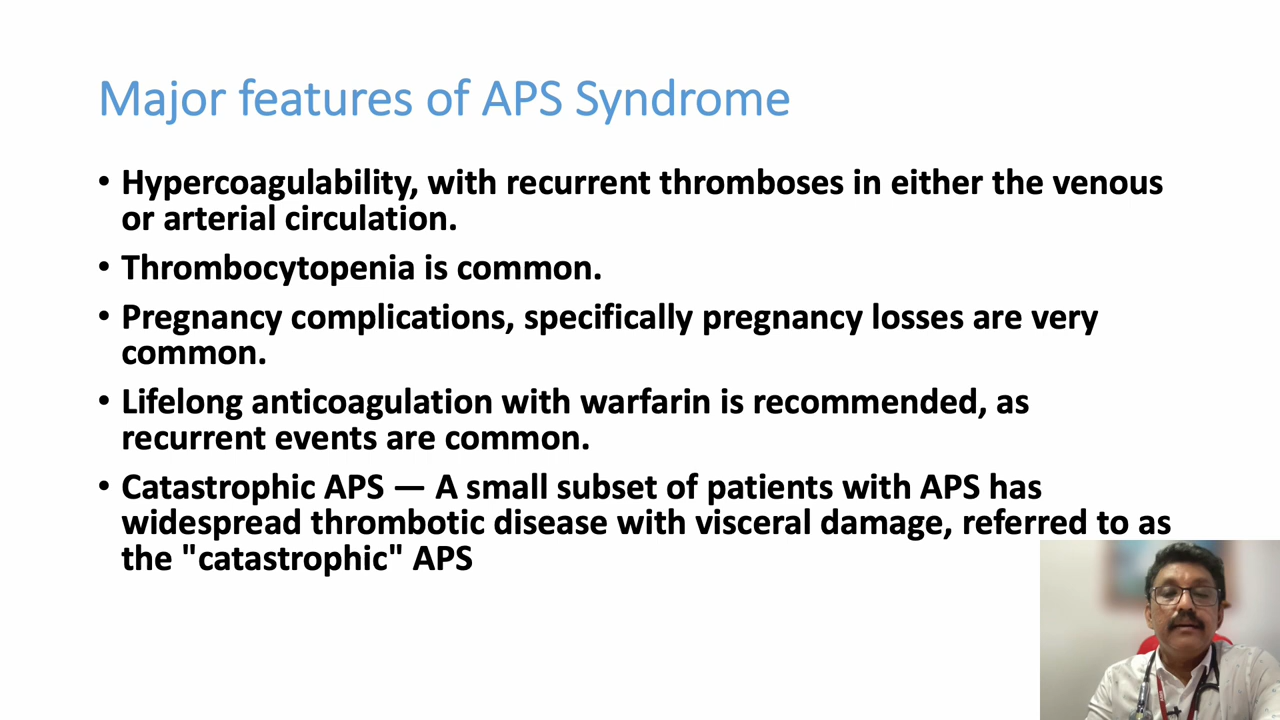 Major features of APS Syndrome
• Hypercoagulability, with recurrent thromboses in either the venous
or arterial circulation.
• Thrombocytopenia is common.
• Pregnancy complications, specifically pregnancy losses are very
common.
• Lifelong anticoagulation with warfarin is recommended, as
recurrent events are common.
• Catastrophic APS — A small subset of patients with APS has
widespread thrombotic disease with visceral damage, referred to as
the "catastrophic" APS